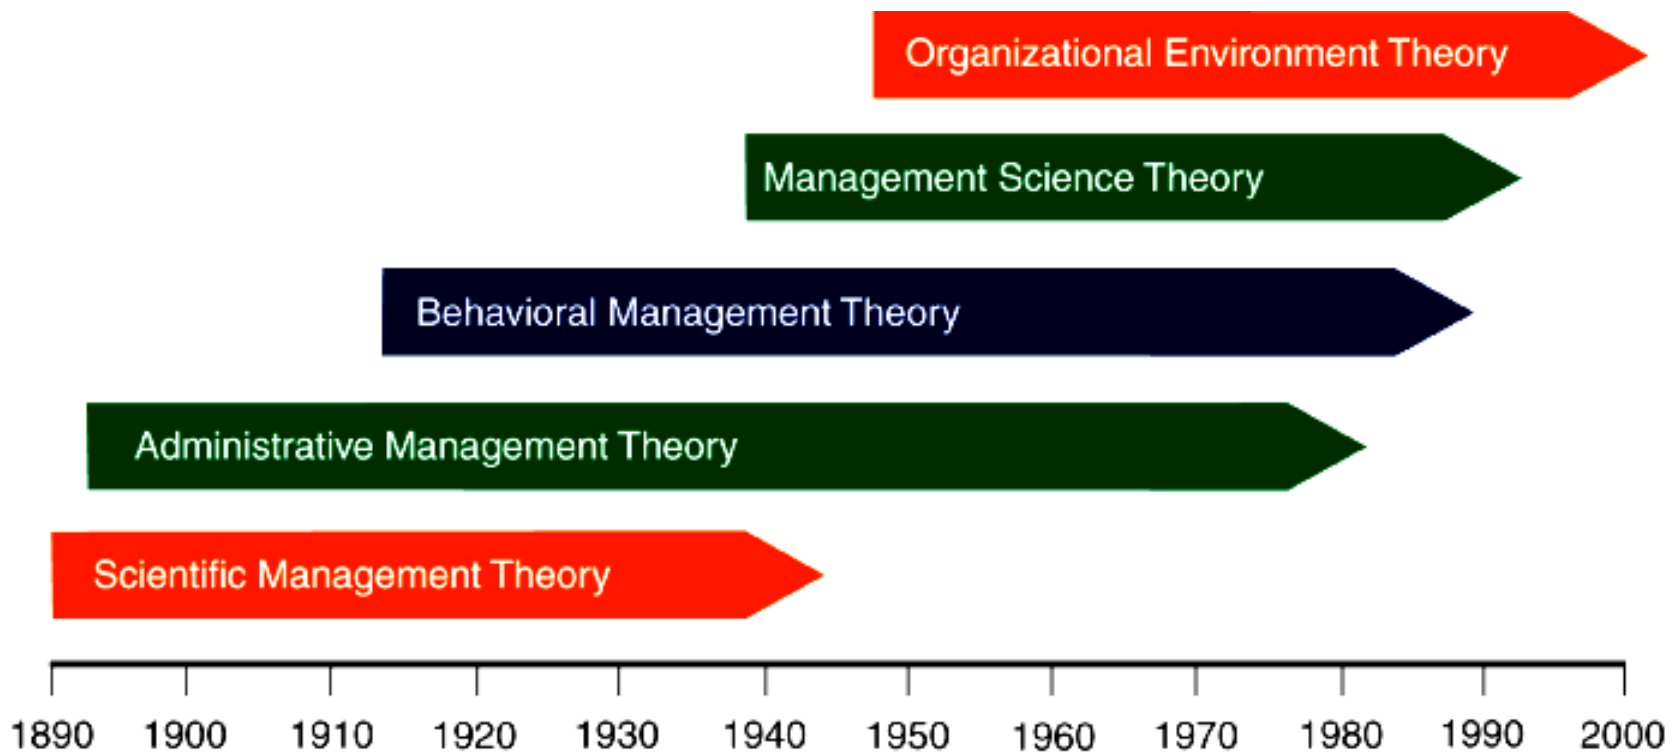 Organizational Environment Theory
Management Science Theory
Behavioral Management Theory
Administrative Management Theory
Scientific Management Theory
1890 1900 1910 1920 1930 1940 1950 1960 1970 1980 1990 2000